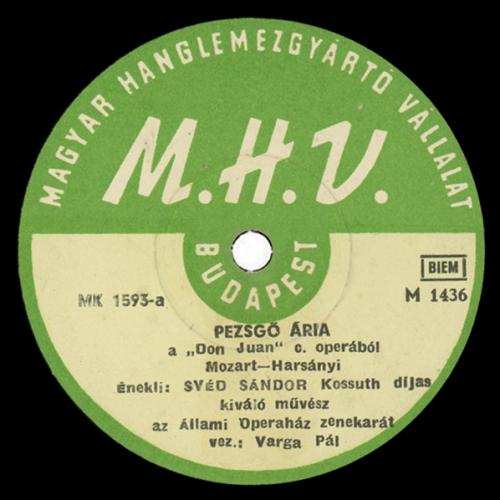 MAGYAR HANGLEMEZGYÁRTÓ VÁLLALAT
M.H.V.
BUDAPEST
BIEM
MK 1593-a
M 1436
PEZSGŐ ÁRIA
a „Don Juan" c. operából
Mozart—Harsányi
Énekli: SVÉD SÁNDOR Kossuth díjas
kiváló művész
az Állami Operaház zenekarát
vez.: Varga Pál